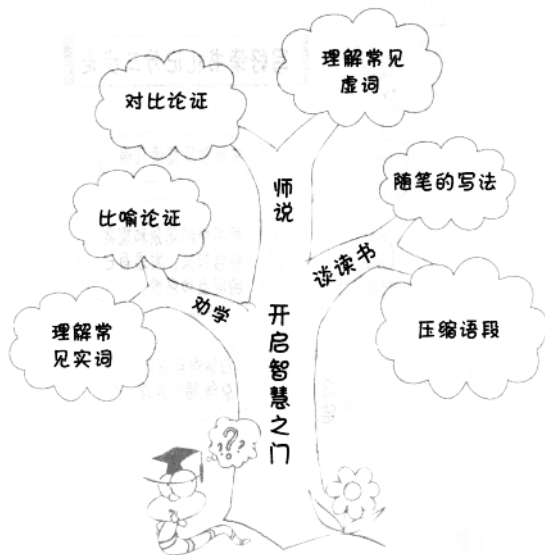 理解常见
虚词
对比论证
师说
随笔的写法
比喻论证
谈读书
劝学
压缩语段
理解常
见实词
开启智慧之门
??